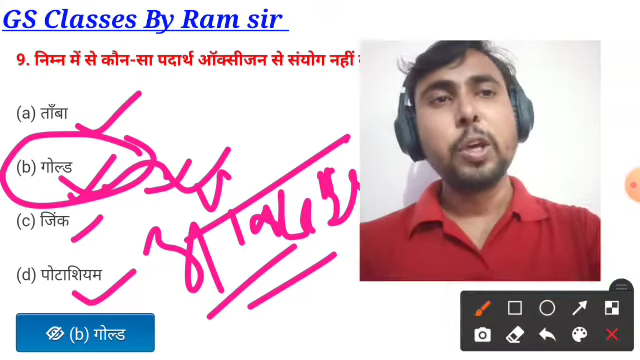 GS Classes By Ram sir
9. निम्न में से कौन-सा पदार्थ ऑक्सीजन से संयोग नहीं
(a) ताँबा
(b) गोल्ड
(c) जिंक
(d) पोटाशियम
(b) गोल्ड